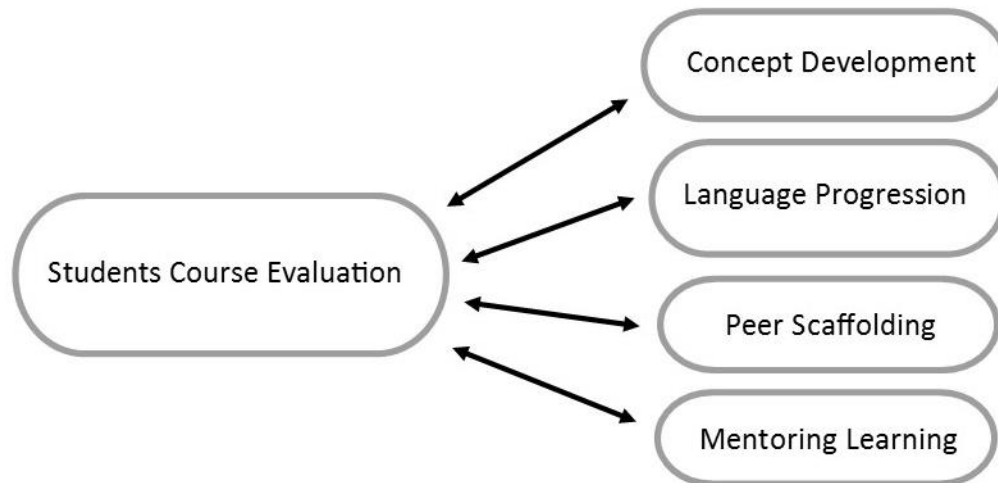 Concept Development
Language Progression
Students Course Evaluation
Peer Scaffolding
Mentoring Learning